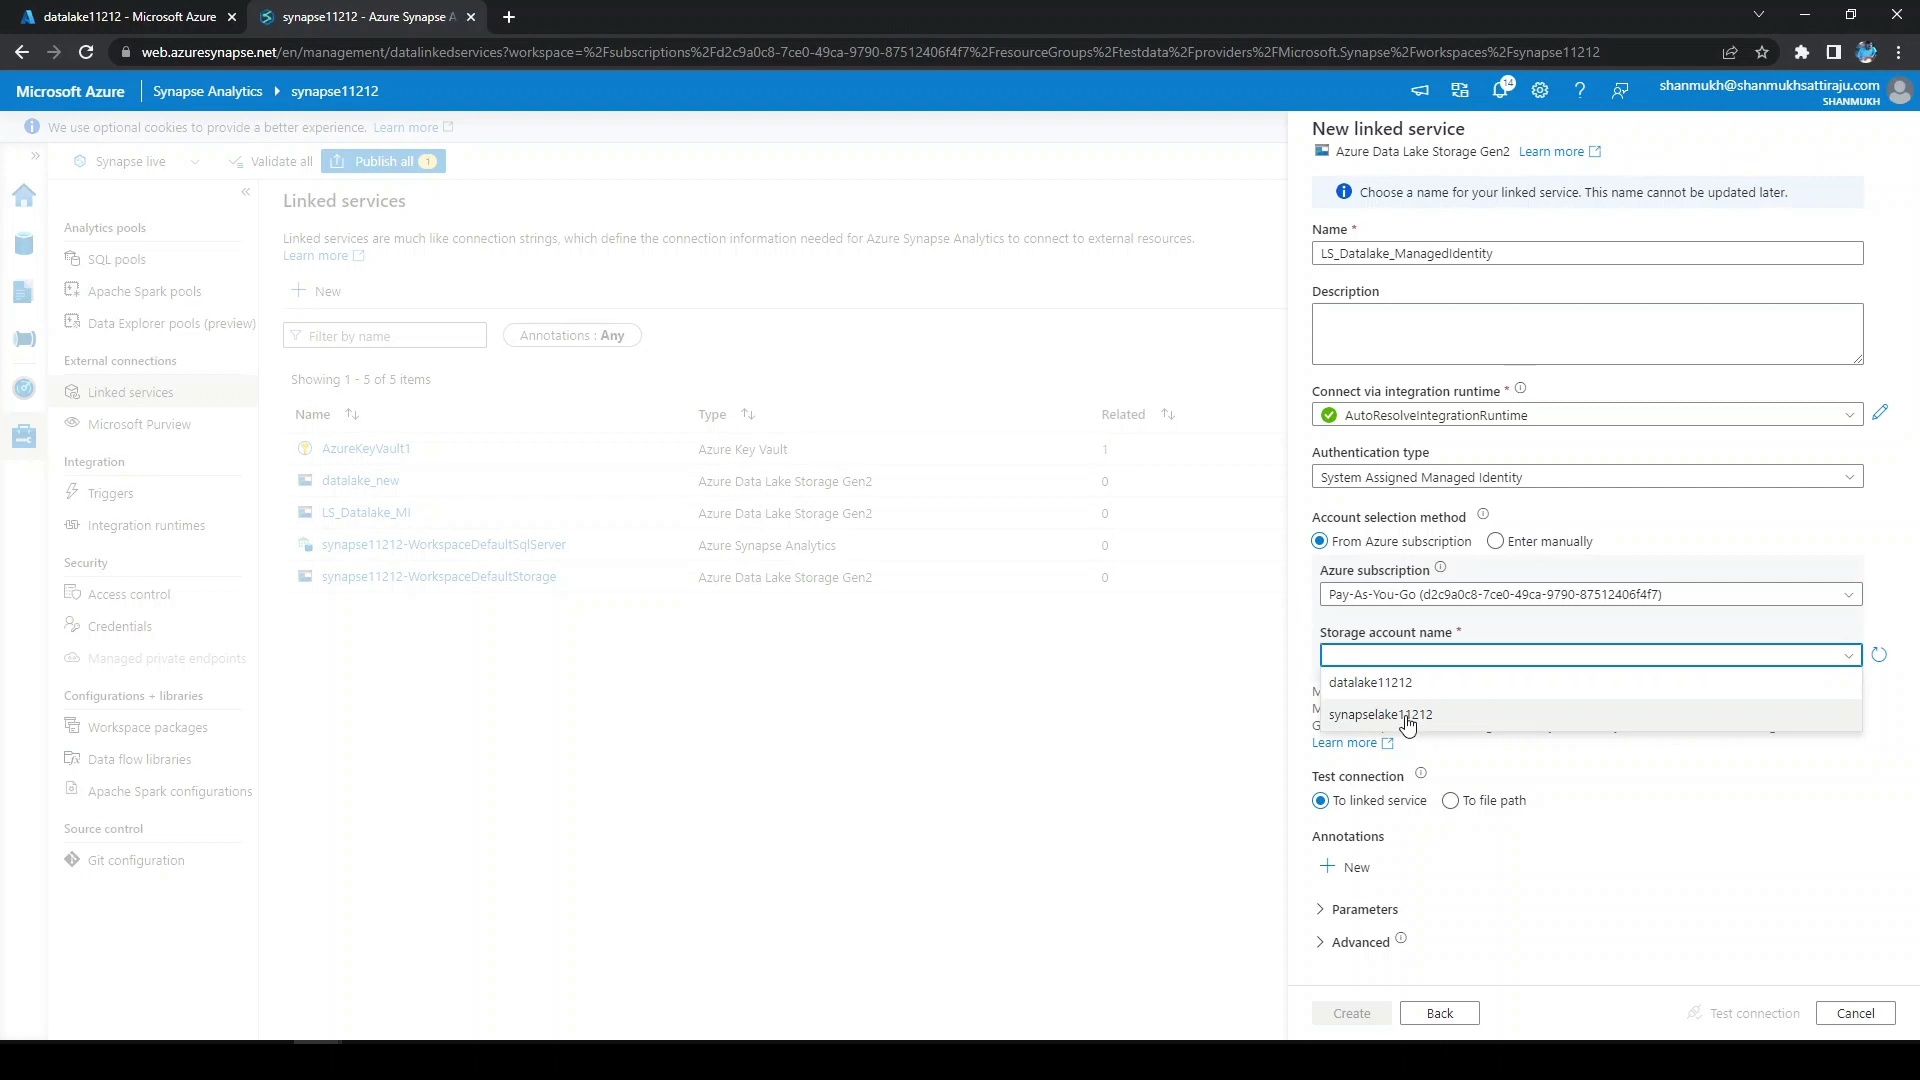 datalake11212 - Microsoft Azure
synapse11212 - Azure Synapse A
web.azuresynapse.net/en/management/datalinkedservices?workspace=%2Fsubscriptions%2Fd2c9a0c8-7ce0-49ca-9790-87512406f4f7%2FresourceGroups%2Ftestdata%2Fproviders%2FMicrosoft.Synapse%2Fworkspaces%2Fsynapse11212
Microsoft Azure
Synapse Analytics
synapse11212
14
shanmukh@shanmukhsattiraju.com
SHANMUKH
We use optional cookies to provide a better experience. Learn more
Synapse live
Validate all
Publish all 1
Analytics pools
SQL pools
Apache Spark pools
Data Explorer pools (preview)
External connections
Linked services
Microsoft Purview
Integration
Triggers
Integration runtimes
Security
Access control
Credentials
Managed private endpoints
Configurations + libraries
Workspace packages
Data flow libraries
Apache Spark configurations
Source control
Git configuration
Linked services
Linked services are much like connection strings, which define the connection information needed for Azure Synapse Analytics to connect to external resources.
Learn more
New
Filter by name
Annotations : Any
Showing 1 - 5 of 5 items
Name Type Related
AzureKeyVault1 Azure Key Vault 1
datalake_new Azure Data Lake Storage Gen2 0
LS_Datalake_MI Azure Data Lake Storage Gen2 0
synapse11212-WorkspaceDefaultSqlServer Azure Synapse Analytics 0
synapse11212-WorkspaceDefaultStorage Azure Data Lake Storage Gen2 0
New linked service
Azure Data Lake Storage Gen2 Learn more
Choose a name for your linked service. This name cannot be updated later.
Name *
LS_Datalake_ManagedIdentity
Description
Connect via integration runtime *
AutoResolveIntegrationRuntime
Authentication type
System Assigned Managed Identity
Account selection method
From Azure subscription Enter manually
Azure subscription
Pay-As-You-Go (d2c9a0c8-7ce0-49ca-9790-87512406f4f7)
Storage account name *
datalake11212
synapselake11212
Learn more
Test connection
To linked service To file path
Annotations
New
Parameters
Advanced
Create
Back
Test connection
Cancel